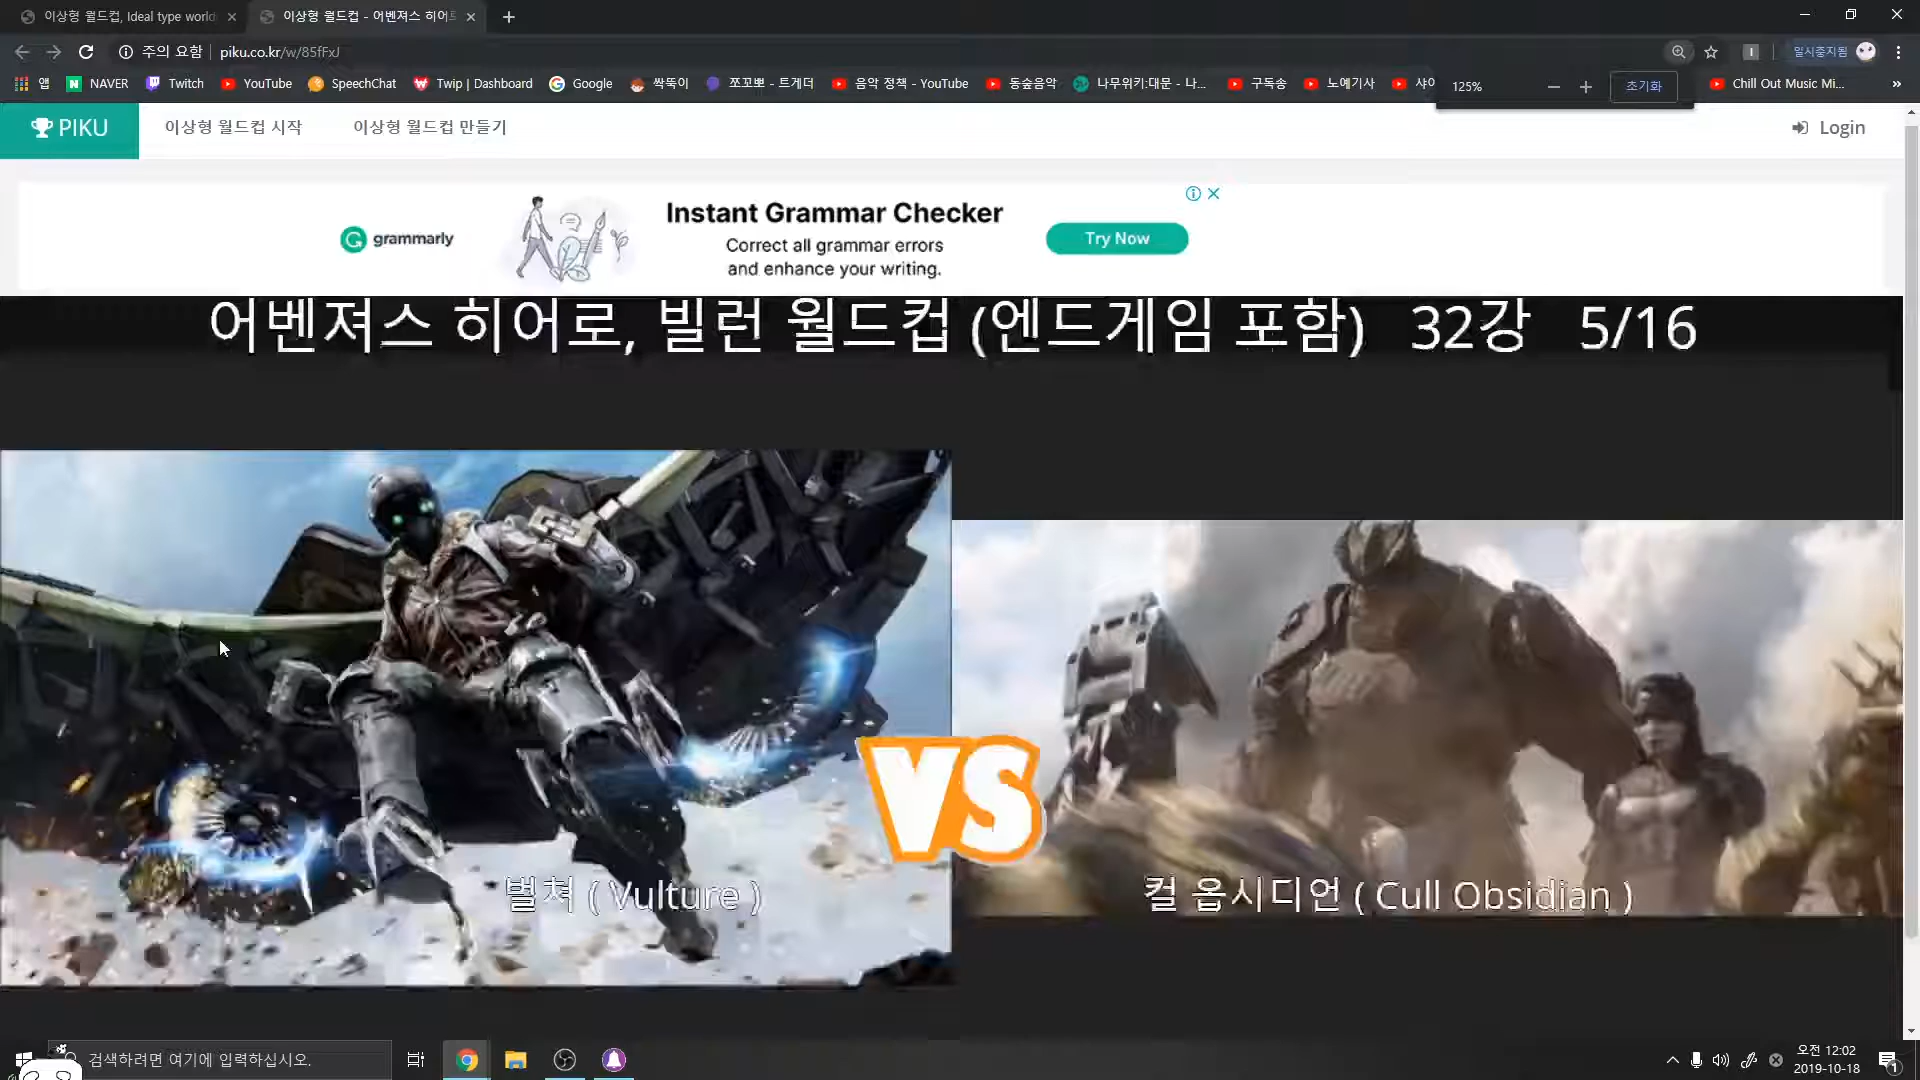 이상형 월드컵, Ideal type world
이상형 월드컵 - 어벤져스 히어로
주의 요함
piku.co.kr/w/85fFxJ
일시중지됨
앱
NAVER
Twitch
YouTube
SpeechChat
Twip | Dashboard
Google
싹뚝이
쪼꼬뽀 - 트게더
음악 정책 - YouTube
동숲음악
나무위키:대문 - 나...
구독송
노예기사
샤이
125%
초기화
Chill Out Music Mi...
PIKU
이상형 월드컵 시작
이상형 월드컵 만들기
Login
grammarly
Instant Grammar Checker
Correct all grammar errors
and enhance your writing.
Try Now
어벤져스 히어로, 빌런 월드컵 (엔드게임 포함) 32강 5/16
VS
벌쳐 ( Vulture )
컬 옵시디언 ( Cull Obsidian )
검색하려면 여기에 입력하십시오.
오전 12:02
2019-10-18
1